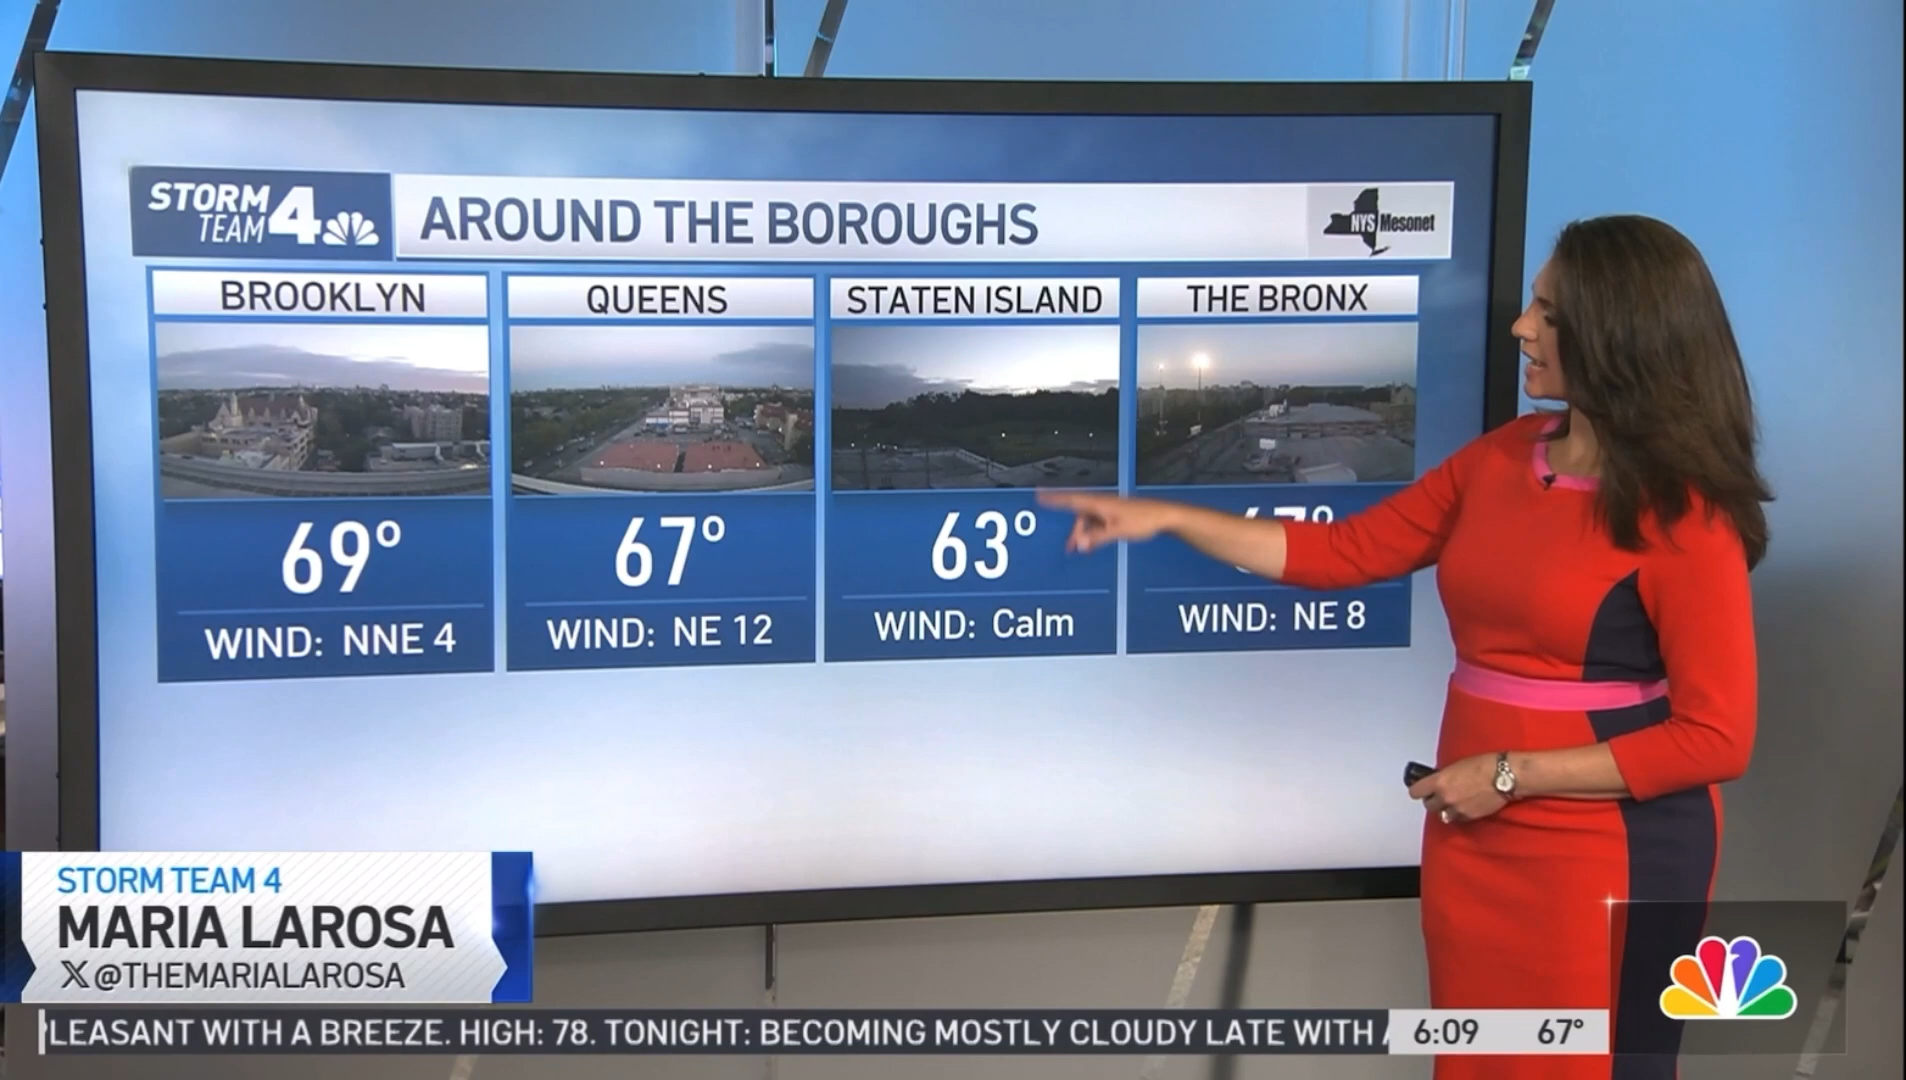 STORM TEAM 4
AROUND THE BOROUGHS
NYS Mesonet
BROOKLYN
69°
WIND: NNE 4
QUEENS
67°
WIND: NE 12
STATEN ISLAND
63°
WIND: Calm
THE BRONX
67°
WIND: NE 8
STORM TEAM 4
MARIA LAROSA
X @THEMARIALAROSA
LEASANT WITH A BREEZE. HIGH: 78. TONIGHT: BECOMING MOSTLY CLOUDY LATE WITH
6:09 67°